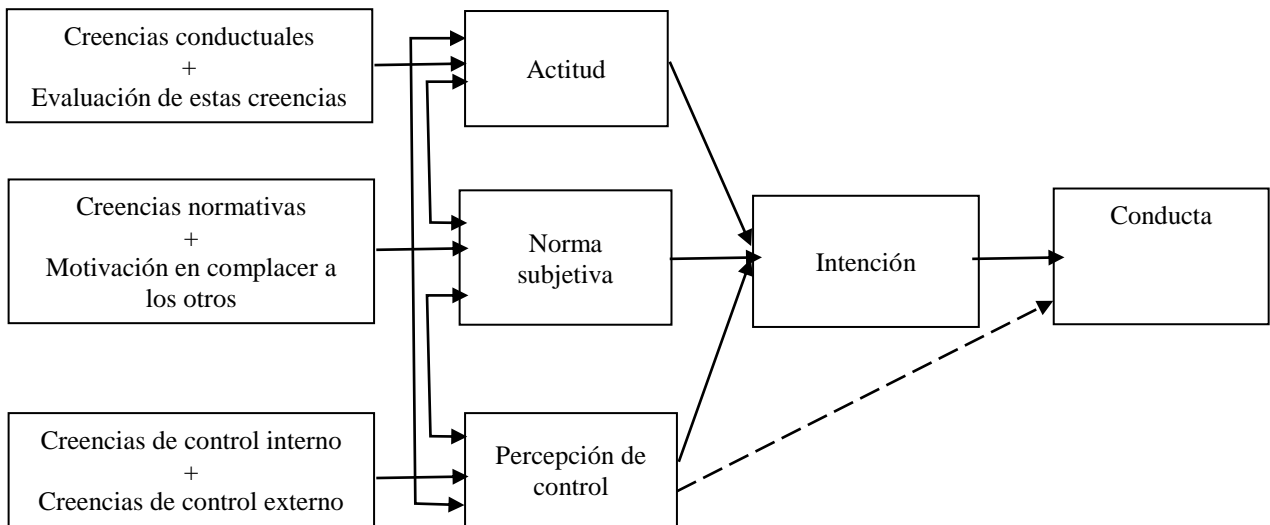 Creencias conductuales
+
Evaluación de estas creencias
Actitud
Creencias normativas
+
Motivación en complacer a
los otros
Norma
subjetiva
Intención
Conducta
Creencias de control interno
+
Creencias de control externo
Percepción de
control